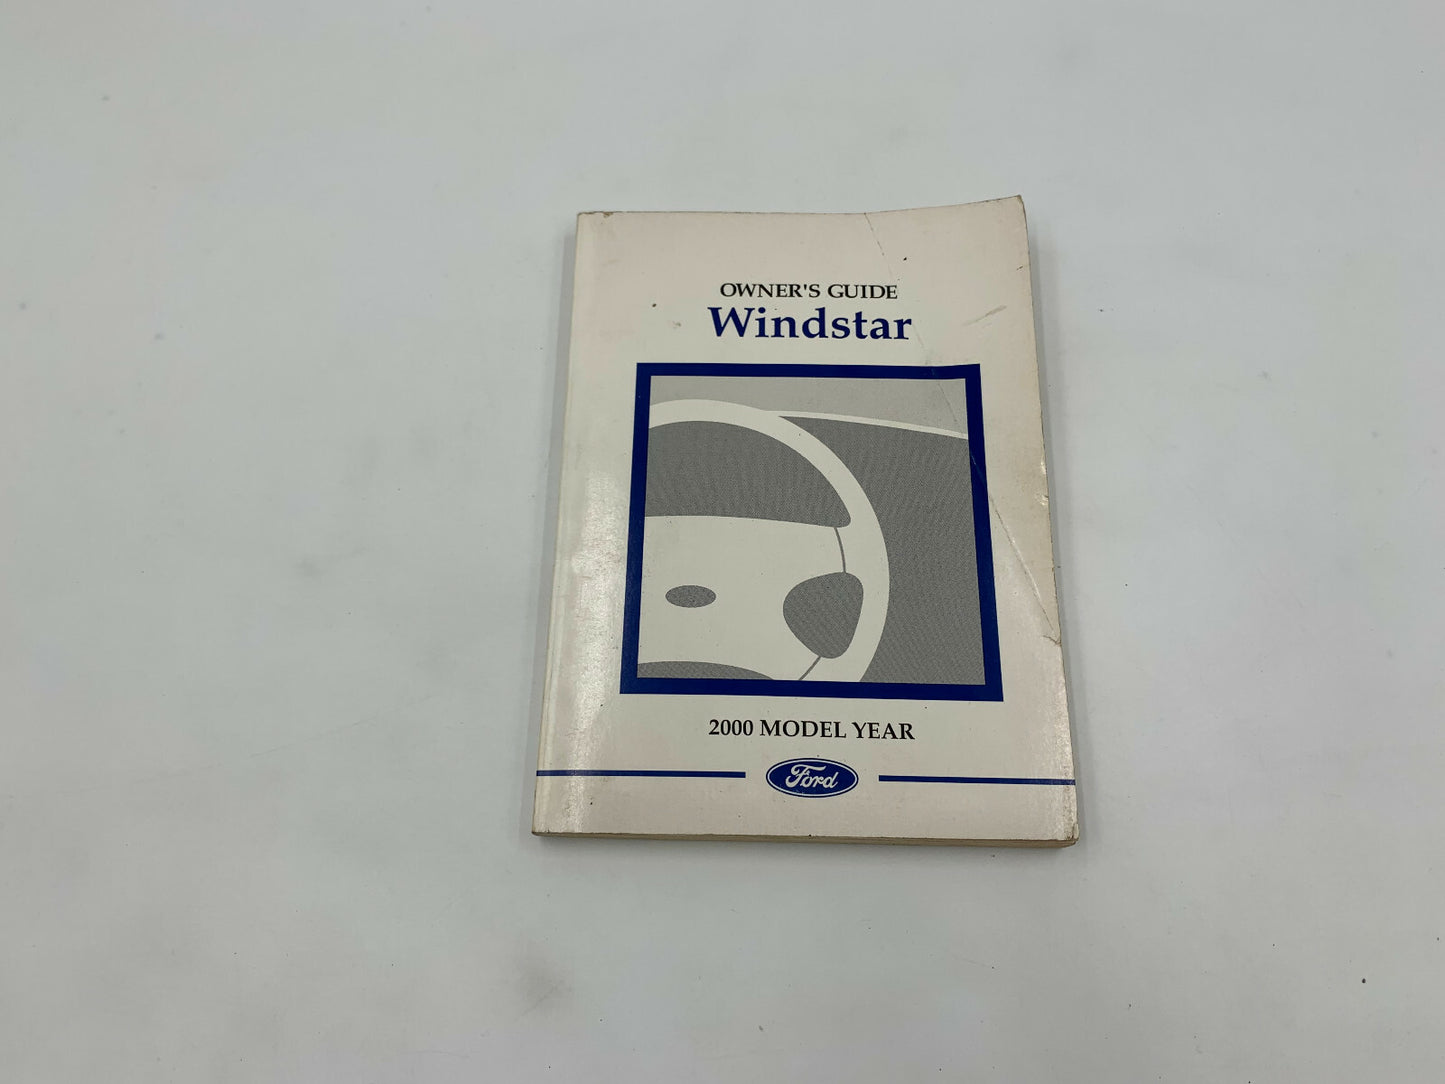 OWNER'S GUIDE
Windstar
2000 MODEL YEAR
Ford